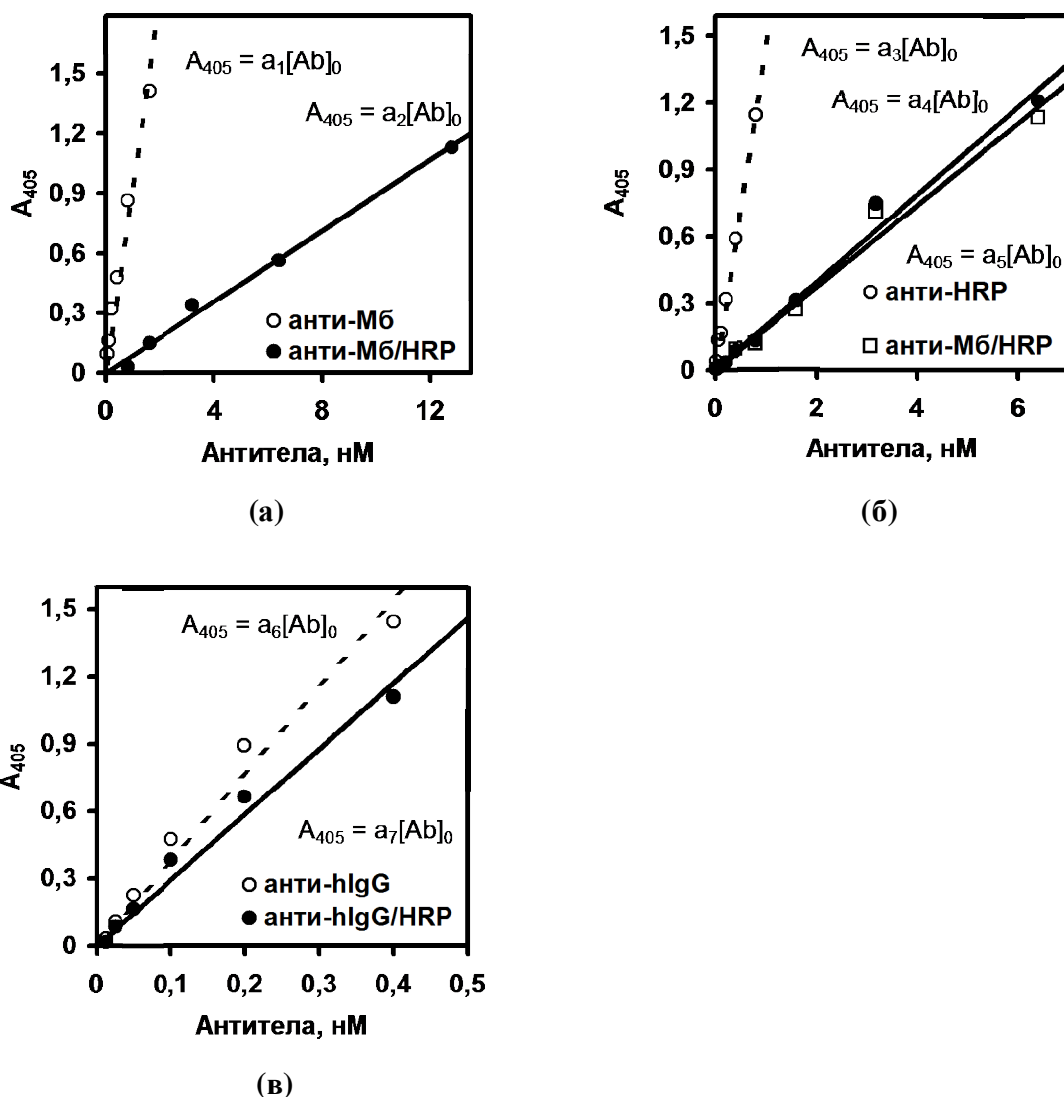 1,5
1,2
0,9
0,6
0,3
0
A₄₀₅
A₄₀₅ = a₁[Ab]₀
A₄₀₅ = a₂[Ab]₀
анти-Мб
анти-Мб/HRP
0 4 8 12
Антитела, нМ
(а)
1,5
1,2
0,9
0,6
0,3
0
A₄₀₅
A₄₀₅ = a₃[Ab]₀
A₄₀₅ = a₄[Ab]₀
A₄₀₅ = a₅[Ab]₀
анти-HRP
анти-Мб/HRP
0 2 4 6
Антитела, нМ
(б)
1,5
1,2
0,9
0,6
0,3
0
A₄₀₅
A₄₀₅ = a₆[Ab]₀
A₄₀₅ = a₇[Ab]₀
анти-hIgG
анти-hIgG/HRP
0 0,1 0,2 0,3 0,4 0,5
Антитела, нМ
(в)